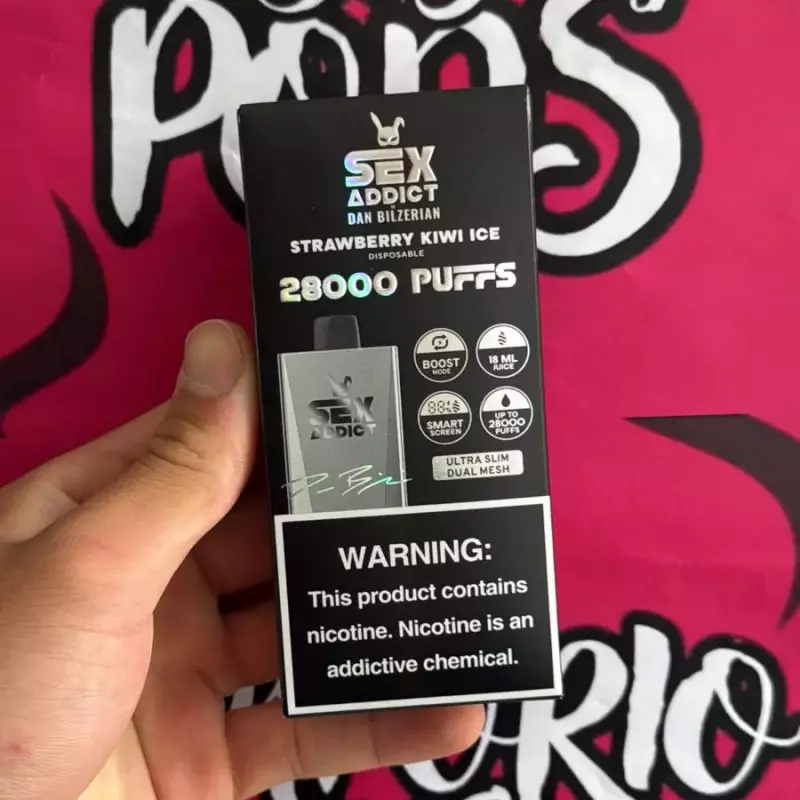 PODS
SEX
ADDICT
DAN BILZERIAN
STRAWBERRY KIWI ICE
DISPOSABLE
28000 PUFFS
BOOST
MODE
18 ML
JUICE
SMART
SCREEN
UP TO
28000
PUFFS
ULTRA SLIM
DUAL MESH
SEX
ADDICT
WARNING:
This product contains
nicotine. Nicotine is an
addictive chemical.